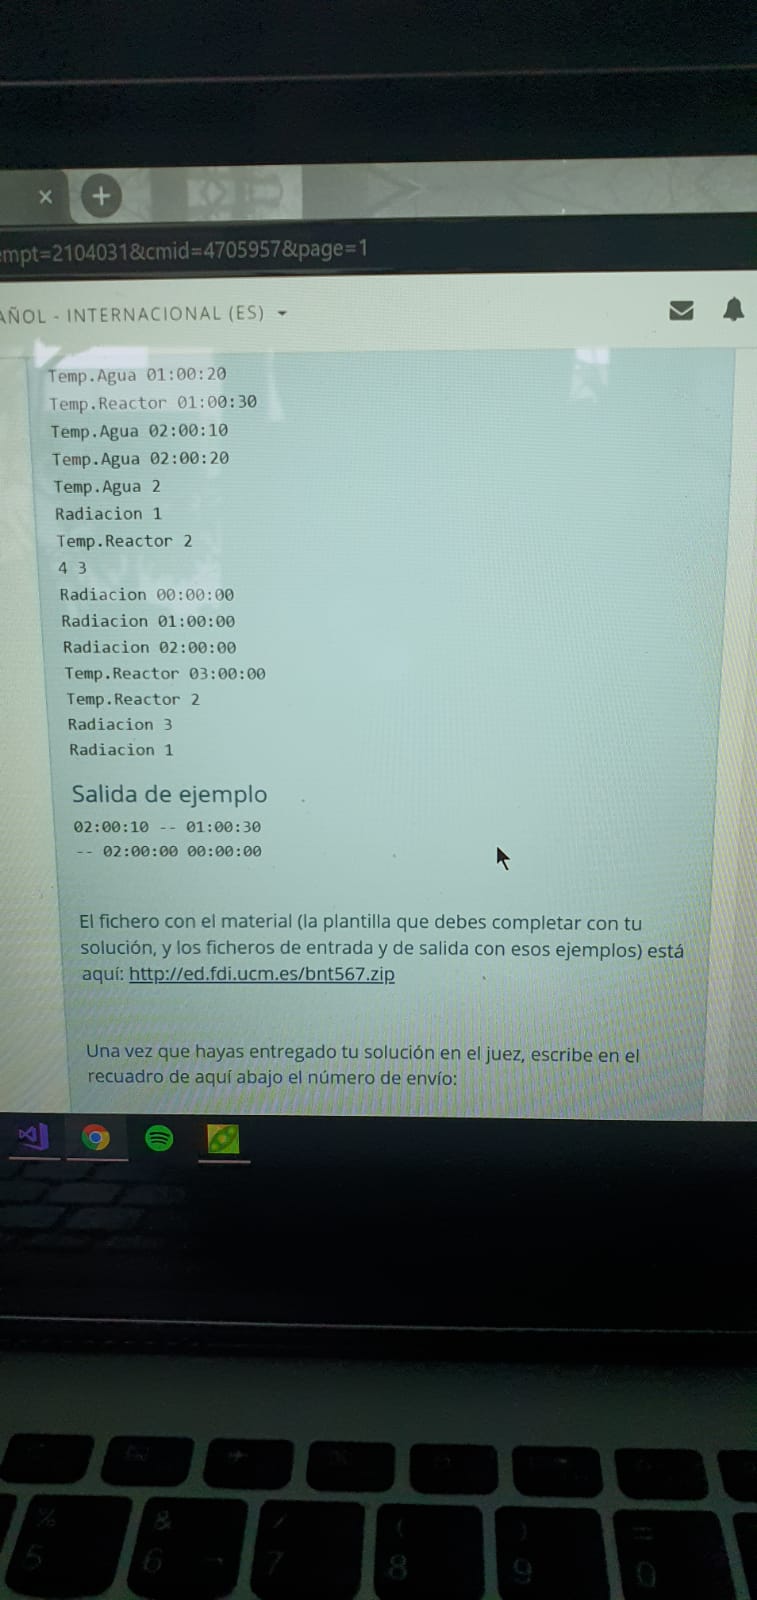 empt=2104031&cmid=4705957&page=1
AÑOL - INTERNACIONAL (ES)
Temp.Agua 01:00:20
Temp.Reactor 01:00:30
Temp.Agua 02:00:10
Temp.Agua 02:00:20
Temp.Agua 2
Radiacion 1
Temp.Reactor 2
4 3
Radiacion 00:00:00
Radiacion 01:00:00
Radiacion 02:00:00
Temp.Reactor 03:00:00
Temp.Reactor 2
Radiacion 3
Radiacion 1
Salida de ejemplo
02:00:10 -- 01:00:30
-- 02:00:00 00:00:00
El fichero con el material (la plantilla que debes completar con tu
solución, y los ficheros de entrada y de salida con esos ejemplos) está
aquí: http://ed.fdi.ucm.es/bnt567.zip
Una vez que hayas entregado tu solución en el juez, escribe en el
recuadro de aquí abajo el número de envío:
% & / ( ) =
5 6 7 8 9 0